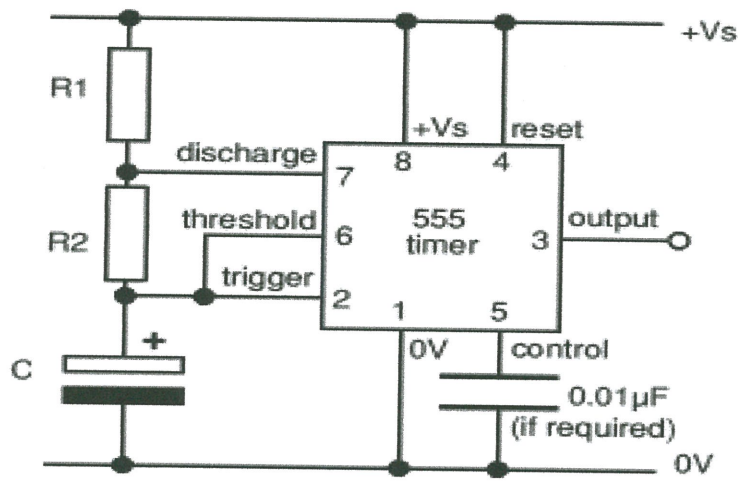 +Vs
R1
+Vs
reset
discharge
8
4
7
threshold
555
timer
output
R2
6
3
trigger
2
1
5
0V
control
C
+
0.01µF
(if required)
0V